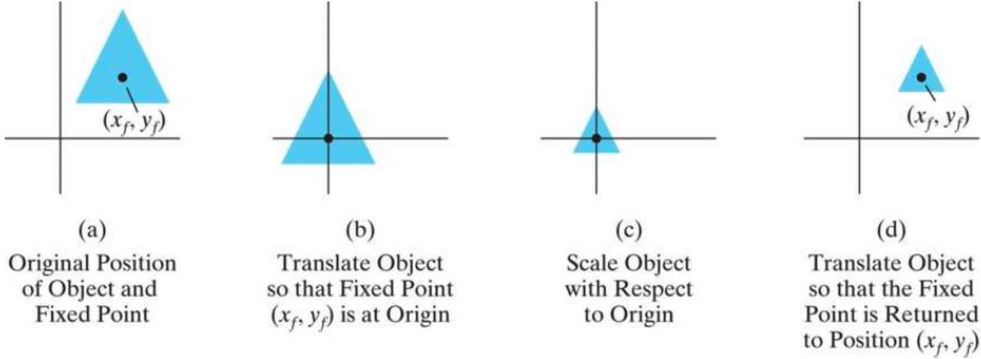 (x_f, y_f)
(x_f, y_f)
(a)
Original Position
of Object and
Fixed Point
(b)
Translate Object
so that Fixed Point
(x_f, y_f) is at Origin
(c)
Scale Object
with Respect
to Origin
(d)
Translate Object
so that the Fixed
Point is Returned
to Position (x_f, y_f)